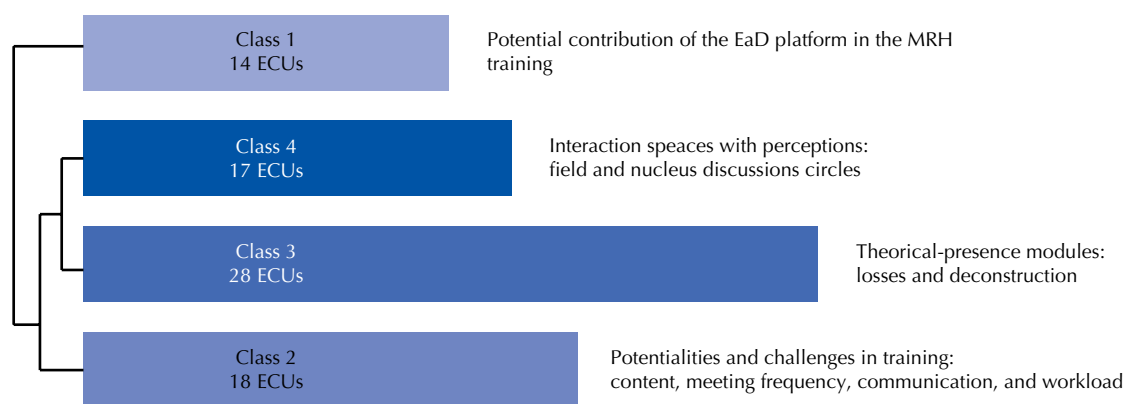 Class 1
14 ECUs
Potential contribution of the EaD platform in the MRH
training
Class 4
17 ECUs
Interaction speaces with perceptions:
field and nucleus discussions circles
Class 3
28 ECUs
Theorical-presence modules:
losses and deconstruction
Class 2
18 ECUs
Potentialities and challenges in training:
content, meeting frequency, communication, and workload